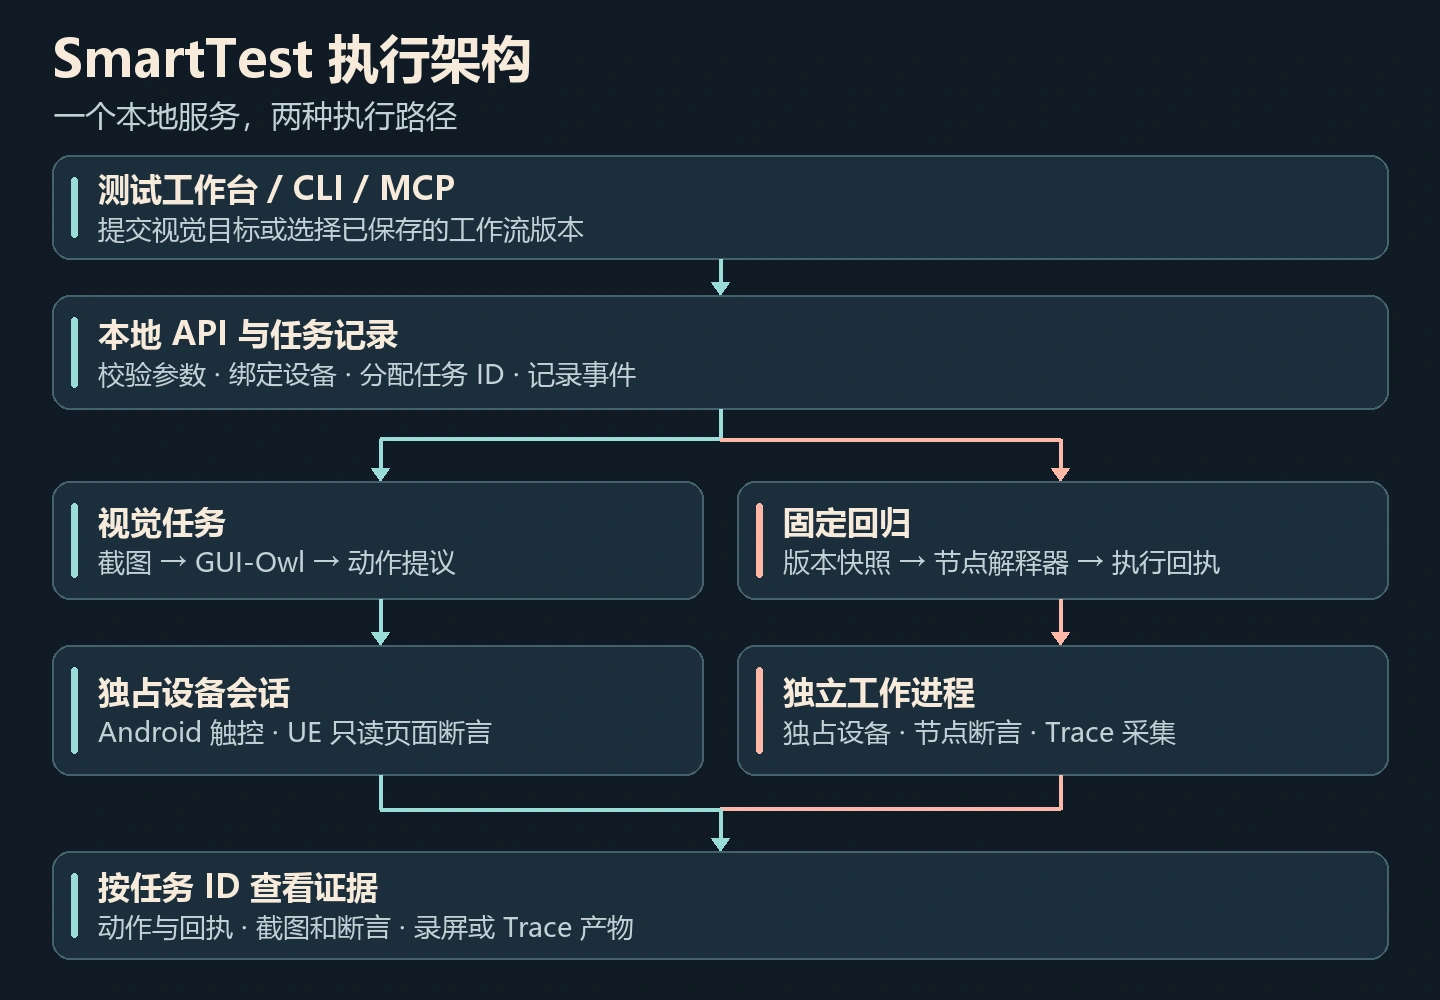 SmartTest 执行架构
一个本地服务，两种执行路径
测试工作台 / CLI / MCP
提交视觉目标或选择已保存的工作流版本
本地 API 与任务记录
校验参数 · 绑定设备 · 分配任务 ID · 记录事件
视觉任务
截图 → GUI-Owl → 动作提议
固定回归
版本快照 → 节点解释器 → 执行回执
独占设备会话
Android 触控 · UE 只读页面断言
独立工作进程
独占设备 · 节点断言 · Trace 采集
按任务 ID 查看证据
动作与回执 · 截图和断言 · 录屏或 Trace 产物